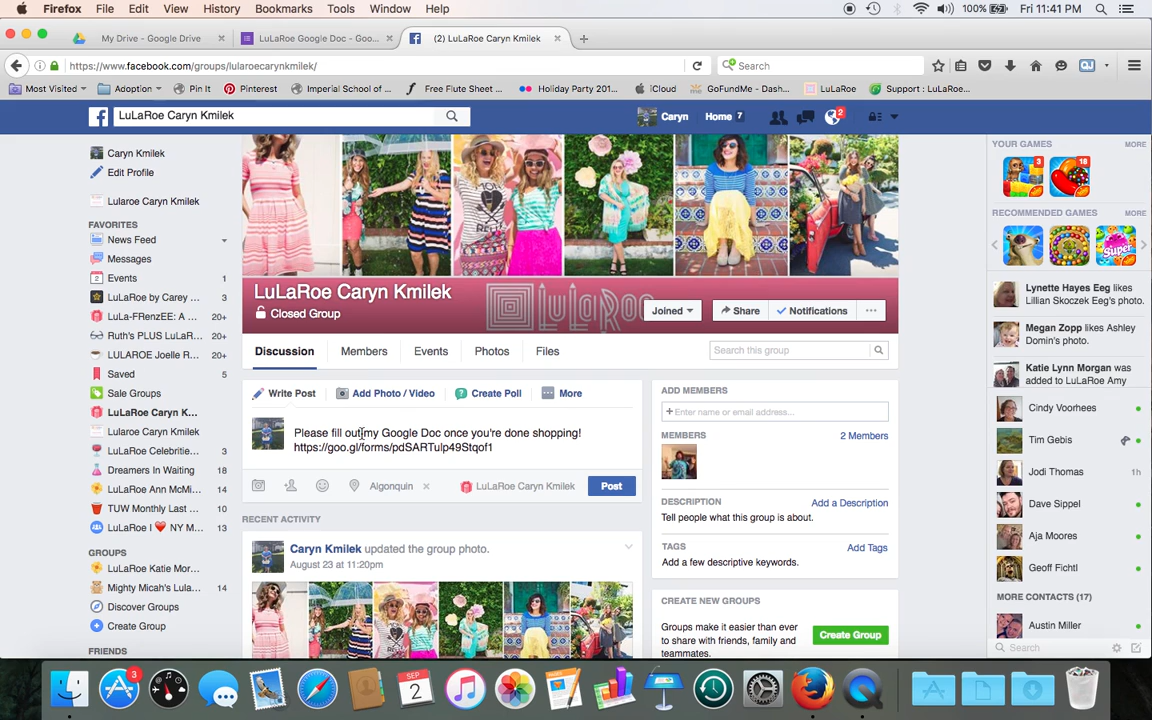 Firefox File Edit View History Bookmarks Tools Window Help
100% Fri 11:41 PM
My Drive - Google Drive
LuLaRoe Google Doc - Goo...
(2) LuLaRoe Caryn Kmilek
https://www.facebook.com/groups/lularoecarynkmilek/
Search
Most Visited Adoption Pin It Pinterest Imperial School of ... Free Flute Sheet ... Holiday Party 201... iCloud GoFundMe - Dash... LuLaRoe Support : LuLaRoe...
LuLaRoe Caryn Kmilek
Caryn Home 7 2
Caryn Kmilek
Edit Profile
Lularoe Caryn Kmilek
FAVORITES
News Feed
Messages
Events 1
LuLaRoe by Carey ... 3
LuLa-FRenzEE: A ... 20+
Ruth's PLUS LuLaR... 20+
LULAROE Joelle R... 20+
Saved 5
Sale Groups
LuLaRoe Caryn K...
Lularoe Caryn Kmilek
LuLaRoe Celebritie... 3
Dreamers In Waiting 18
LuLaRoe Ann McMi... 14
TUW Monthly Last ... 10
LuLaRoe I ❤ NY M... 13
GROUPS
LuLaRoe Katie Mor...
Mighty Micah's Lula... 14
Discover Groups
Create Group
FRIENDS
LuLaRoe Caryn Kmilek
Closed Group
LuLaRoe
Joined Share Notifications
Discussion Members Events Photos Files
Search this group
Write Post Add Photo / Video Create Poll More
Please fill out my Google Doc once you're done shopping!
https://goo.gl/forms/pdSARTulp49Stqof1
Algonquin
LuLaRoe Caryn Kmilek
Post
RECENT ACTIVITY
Caryn Kmilek updated the group photo.
August 23 at 11:20pm
ADD MEMBERS
Enter name or email address...
MEMBERS 2 Members
DESCRIPTION Add a Description
Tell people what this group is about.
TAGS Add Tags
Add a few descriptive keywords.
CREATE NEW GROUPS
Groups make it easier than ever
to share with friends, family and
teammates.
Create Group
YOUR GAMES MORE
3 18
RECOMMENDED GAMES MORE
Lynette Hayes Eeg likes
Lillian Skoczek Eeg's photo.
Megan Zopp likes Ashley
Domin's photo.
Katie Lynn Morgan was
added to LuLaRoe Amy
Cindy Voorhees
Tim Gebis
Jodi Thomas 1h
Dave Sippel
Aja Moores
Geoff Fichtl
MORE CONTACTS (17)
Austin Miller
Search
3
SEP
2